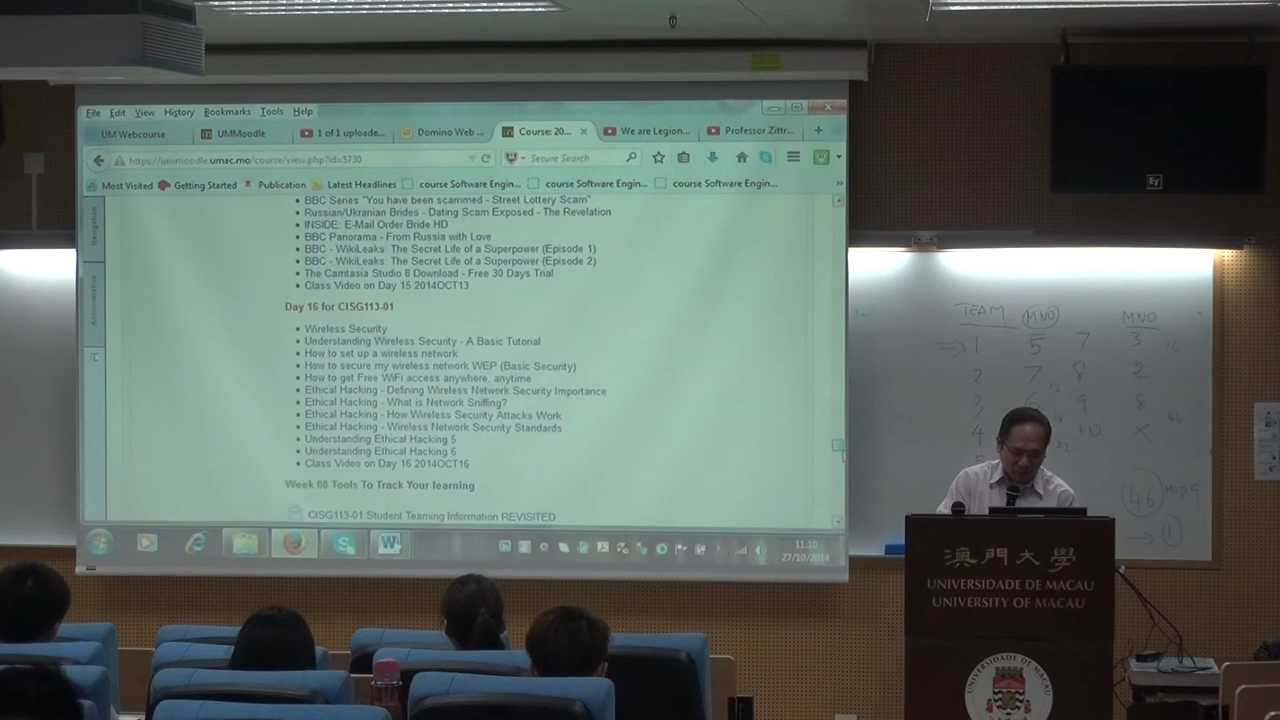 File Edit View History Bookmarks Tools Help
UM Webcourse UMMoodle 1 of 1 uploade... Domino Web ... Course: 20... We are Legion... Professor Zittr...
https://ummoodle.umac.mo/course/view.php?id=5730 Secure Search
Most Visited Getting Started Publication Latest Headlines course Software Engin... course Software Engin... course Software Engin...
Navigation
Administration
BBC Series "You have been scammed - Street Lottery Scam"
Russian/Ukranian Brides - Dating Scam Exposed - The Revelation
INSIDE: E-Mail Order Bride HD
BBC Panorama - From Russia with Love
BBC - WikiLeaks: The Secret Life of a Superpower (Episode 1)
BBC - WikiLeaks: The Secret Life of a Superpower (Episode 2)
The Camtasia Studio 8 Download - Free 30 Days Trial
Class Video on Day 15 2014OCT13
Day 16 for CISG113-01
Wireless Security
Understanding Wireless Security - A Basic Tutorial
How to set up a wireless network
How to secure my wireless network WEP (Basic Security)
How to get Free WiFi access anywhere, anytime
Ethical Hacking - Defining Wireless Network Security Importance
Ethical Hacking - What is Network Sniffing?
Ethical Hacking - How Wireless Security Attacks Work
Ethical Hacking - Wireless Network Security Standards
Understanding Ethical Hacking 5
Understanding Ethical Hacking 6
Class Video on Day 16 2014OCT16
Week 08 Tools To Track Your learning
CISG113-01 Student Teaming Information REVISITED
11:10
27/10/2014
TEAM MNO MNO
1 5 7 3
2 7 8 2
3 6 9 8
4 10 X
46
11
澳門大學
UNIVERSIDADE DE MACAU
UNIVERSITY OF MACAU
UNIVERSIDADE DE MACAU